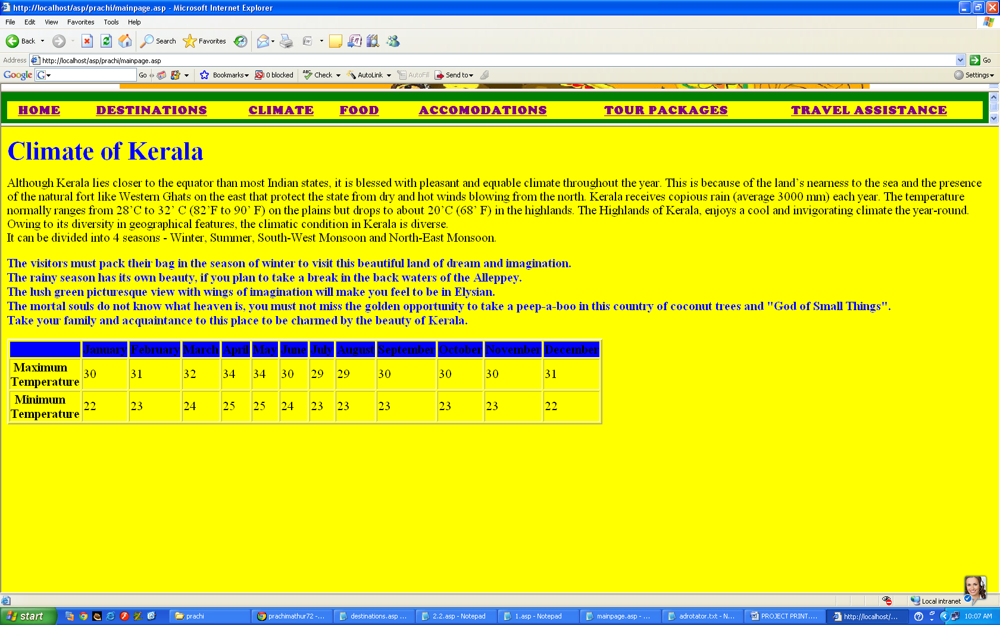 http://localhost/asp/prachi/mainpage.asp - Microsoft Internet Explorer
File Edit View Favorites Tools Help
Back Search Favorites
Address http://localhost/asp/prachi/mainpage.asp Go
Google G Go Bookmarks 0 blocked ABC Check AutoLink AutoFill Send to Settings
HOME DESTINATIONS CLIMATE FOOD ACCOMODATIONS TOUR PACKAGES TRAVEL ASSISTANCE
Climate of Kerala
Although Kerala lies closer to the equator than most Indian states, it is blessed with pleasant and equable climate throughout the year. This is because of the land’s nearness to the sea and the presence
of the natural fort like Western Ghats on the east that protect the state from dry and hot winds blowing from the north. Kerala receives copious rain (average 3000 mm) each year. The temperature
normally ranges from 28’C to 32’ C (82’F to 90’ F) on the plains but drops to about 20’C (68’ F) in the highlands. The Highlands of Kerala, enjoys a cool and invigorating climate the year-round.
Owing to its diversity in geographical features, the climatic condition in Kerala is diverse.
It can be divided into 4 seasons - Winter, Summer, South-West Monsoon and North-East Monsoon.
The visitors must pack their bag in the season of winter to visit this beautiful land of dream and imagination.
The rainy season has its own beauty, if you plan to take a break in the back waters of the Alleppey.
The lush green picturesque view with wings of imagination will make you feel to be in Elysian.
The mortal souls do not know what heaven is, you must not miss the golden opportunity to take a peep-a-boo in this country of coconut trees and "God of Small Things".
Take your family and acquaintance to this place to be charmed by the beauty of Kerala.
January February March April May June July August September October November December
Maximum
Temperature 30 31 32 34 34 30 29 29 30 30 30 31
Minimum
Temperature 22 23 24 25 25 24 23 23 23 23 23 22
Local intranet
start prachi prachimathur72 -... destinations.asp ... 2.2.asp - Notepad 1.asp - Notepad mainpage.asp - ... adrotator.txt - N... PROJECT PRINT.... http://localhost/... 10:07 AM